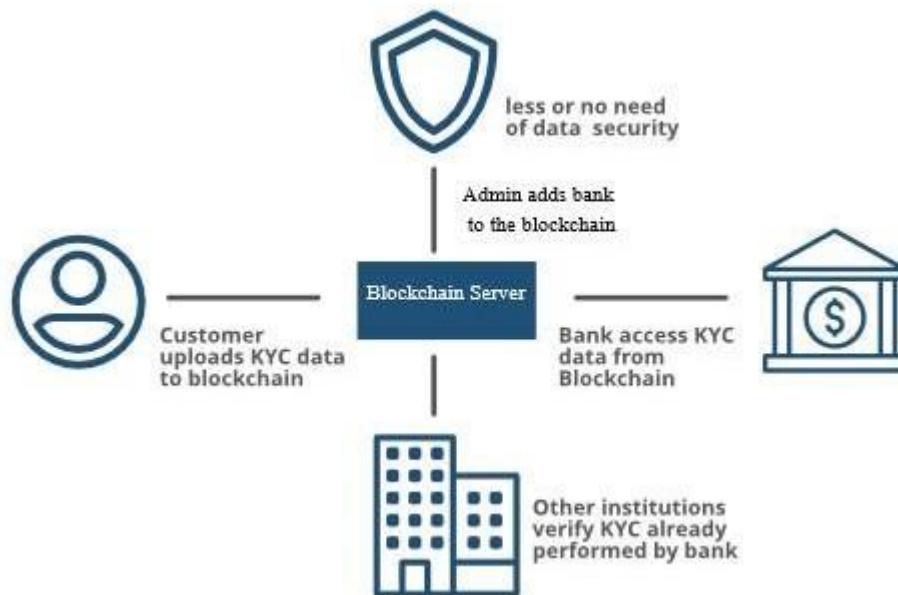 less or no need
of data security
Admin adds bank
to the blockchain
Blockchain Server
Customer
uploads KYC data
to blockchain
Bank access KYC
data from
Blockchain
$
Other institutions
verify KYC already
performed by bank